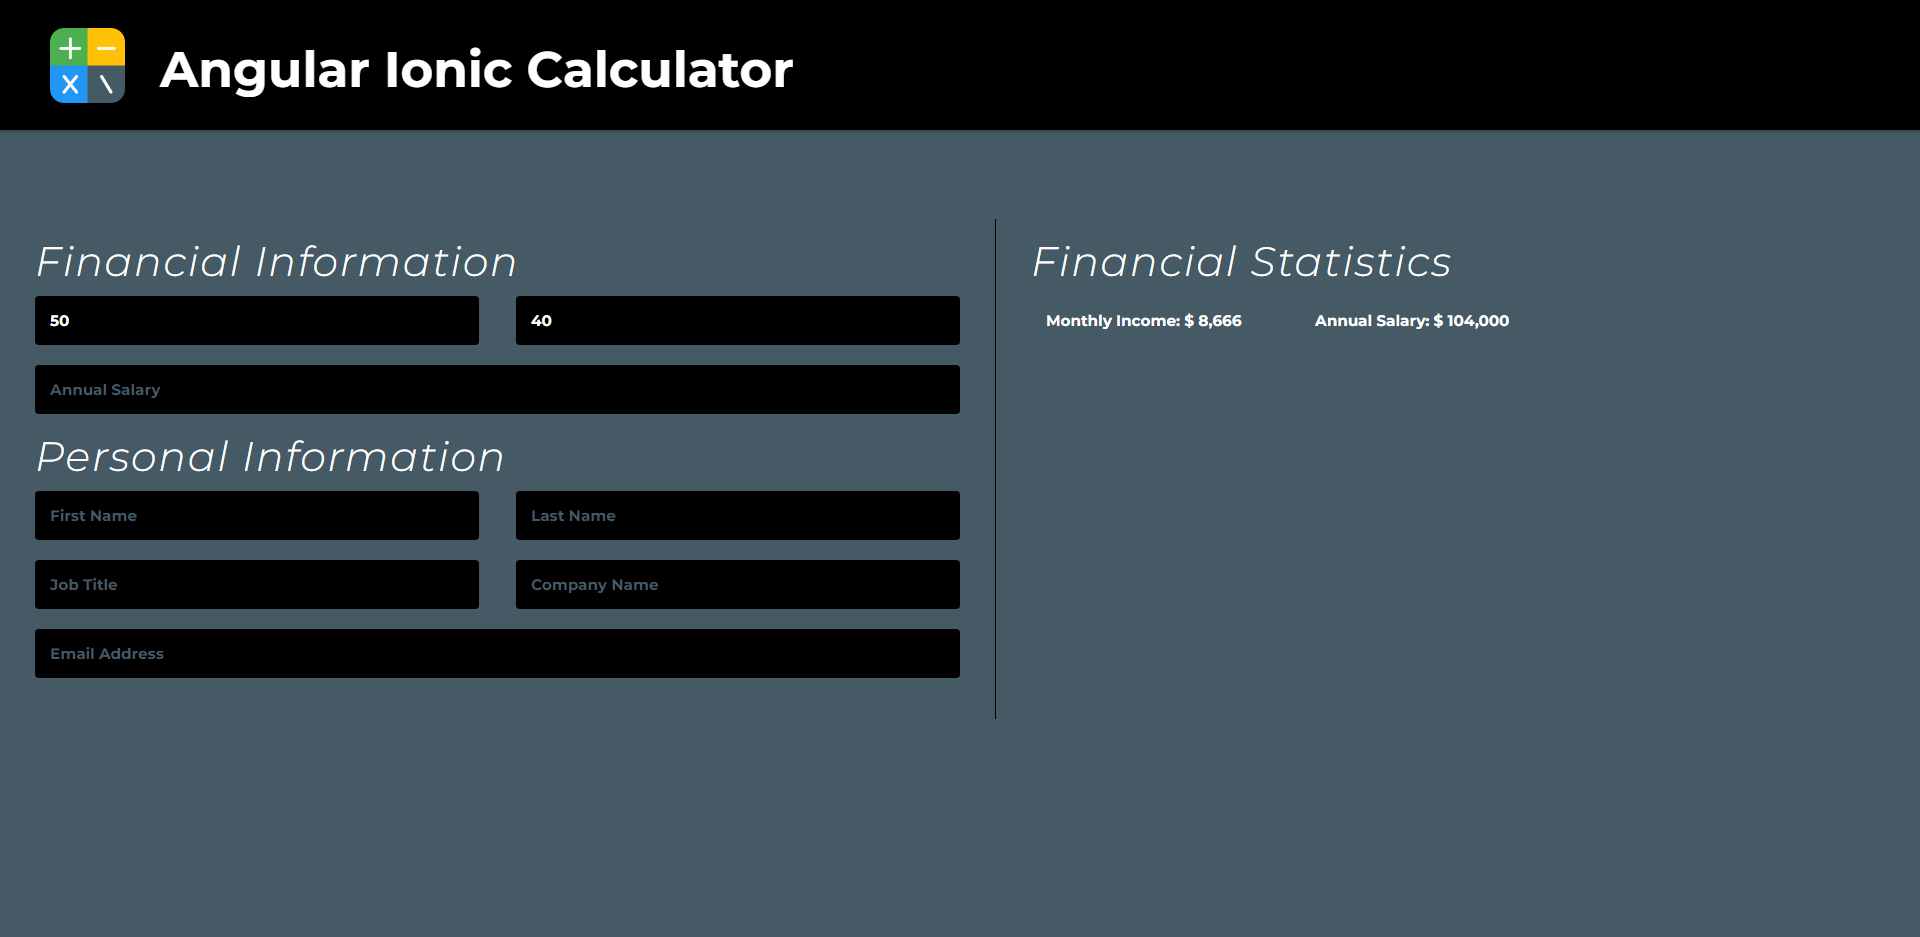 Angular Ionic Calculator
Financial Information
50
40
Annual Salary
Personal Information
First Name
Last Name
Job Title
Company Name
Email Address
Financial Statistics
Monthly Income: $ 8,666
Annual Salary: $ 104,000